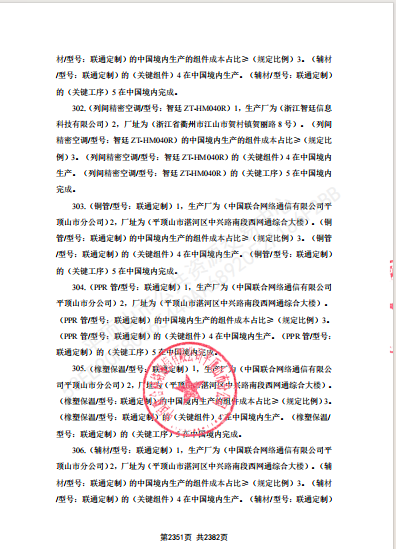 材/型号：联通定制）的中国境内生产的组件成本占比≥（规定比例）3。（辅材
/型号：联通定制）的（关键组件）4 在中国境内生产。（辅材/型号：联通定制）
的（关键工序）5 在中国境内完成。
302.（列间精密空调/型号：智廷 ZT-HM040R）1，生产厂为（浙江智廷信息
科技有限公司）2，厂址为（浙江省衢州市江山市贺村镇贺丽路 8 号）。（列间
精密空调/型号：智廷 ZT-HM040R）的中国境内生产的组件成本占比≥（规定比
例）3。（列间精密空调/型号：智廷 ZT-HM040R）的（关键组件）4 在中国境内
生产。（列间精密空调/型号：智廷 ZT-HM040R）的（关键工序）5 在中国境内
完成。
303.（铜管/型号：联通定制）1，生产厂为（中国联合网络通信有限公司平
顶山市分公司）2，厂址为（平顶山市湛河区中兴路南段西网通综合大楼）。（铜
管/型号：联通定制）的中国境内生产的组件成本占比≥（规定比例）3。（铜管
/型号：联通定制）的（关键组件）4 在中国境内生产。（铜管/型号：联通定制）
的（关键工序）5 在中国境内完成。
304.（PPR 管/型号：联通定制）1，生产厂为（中国联合网络通信有限公司
平顶山市分公司）2，厂址为（平顶山市湛河区中兴路南段西网通综合大楼）。
（PPR 管/型号：联通定制）的中国境内生产的组件成本占比≥（规定比例）3。
（PPR 管/型号：联通定制）的（关键组件）4 在中国境内生产。（PPR 管/型号：
联通定制）的（关键工序）5 在中国境内完成。
305.（橡塑保温/型号：联通定制）1，生产厂为（中国联合网络通信有限公
司平顶山市分公司）2，厂址为（平顶山市湛河区中兴路南段西网通综合大楼）。
（橡塑保温/型号：联通定制）的中国境内生产的组件成本占比≥（规定比例）3。
（橡塑保温/型号：联通定制）的（关键组件）4 在中国境内生产。（橡塑保温/
型号：联通定制）的（关键工序）5 在中国境内完成。
306.（辅材/型号：联通定制）1，生产厂为（中国联合网络通信有限公司平
顶山市分公司）2，厂址为（平顶山市湛河区中兴路南段西网通综合大楼）。（辅
材/型号：联通定制）的中国境内生产的组件成本占比≥（规定比例）3。（辅材
/型号：联通定制）的（关键组件）4 在中国境内生产。（辅材/型号：联通定制）
第2351页 共2382页